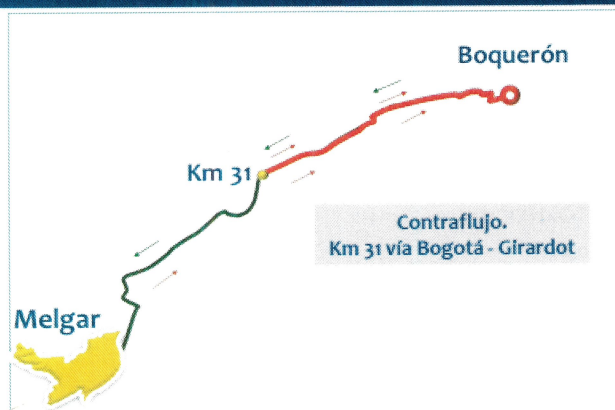 Boquerón
Km 31
Contraflujo.
Km 31 vía Bogotá - Girardot
Melgar